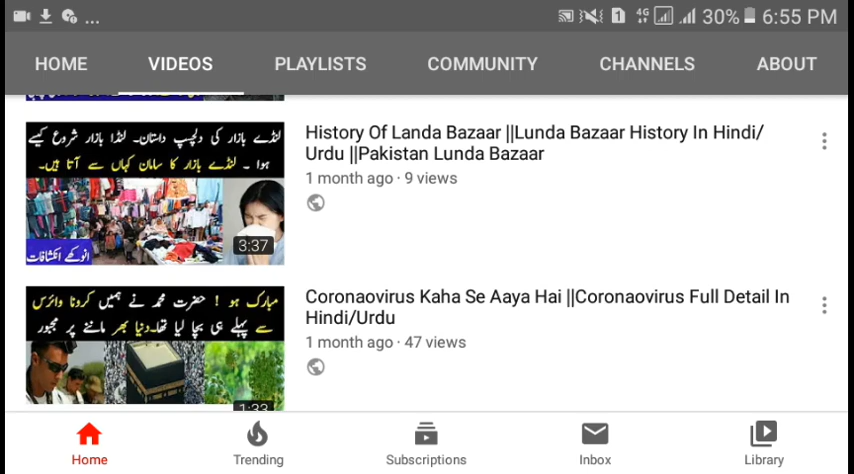 ...
30% 6:55 PM
HOME VIDEOS PLAYLISTS COMMUNITY CHANNELS ABOUT
لنڈے بازار کی دلچسپ داستان۔ لنڈا بازار شروع کیسے
ہوا ۔ لنڈے بازار کا سامان کہاں سے آتا ہیں۔
انوکھے انکشافات
3:37
History Of Landa Bazaar ||Lunda Bazaar History In Hindi/
Urdu ||Pakistan Lunda Bazaar
1 month ago · 9 views
مبارک ہو ! حضرت محمد نے ہمیں کرونا وائرس
سے پہلے ہی بچا لیا تھا۔دنیا بھر ماننے پر مجبور
1:33
Coronaovirus Kaha Se Aaya Hai ||Coronaovirus Full Detail In
Hindi/Urdu
1 month ago · 47 views
Home Trending Subscriptions Inbox Library